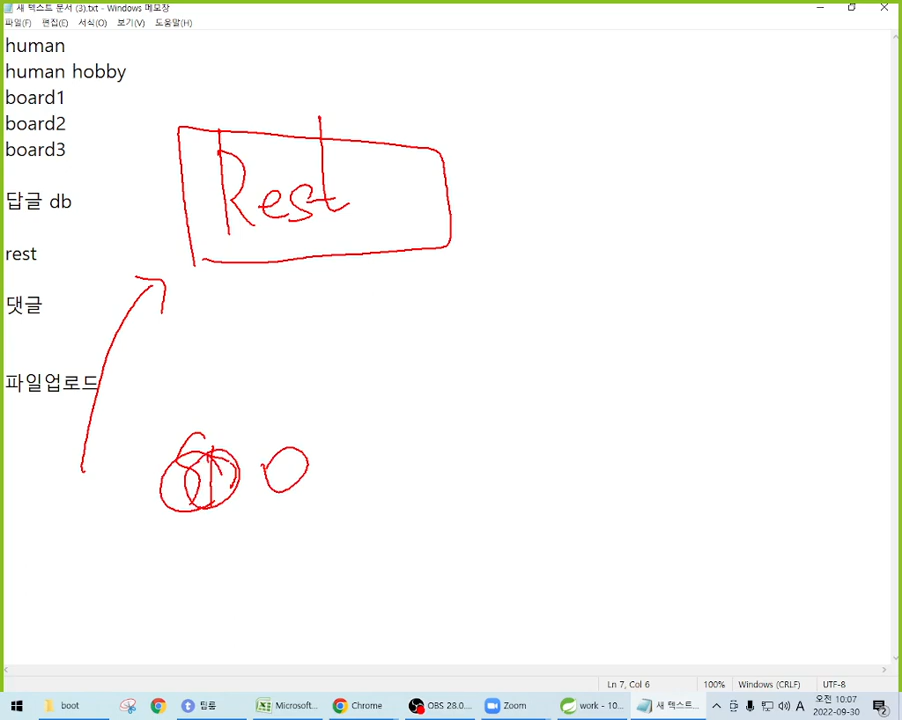 새 텍스트 문서 (3).txt - Windows 메모장
파일(F) 편집(E) 서식(O) 보기(V) 도움말(H)
human
human hobby
board1
board2
board3
답글 db
rest
댓글
파일업로드
Rest
Ln 7, Col 6 100% Windows (CRLF) UTF-8
boot 팀룸 Microsoft... Chrome OBS 28.0.... Zoom work - 10... 새 텍스트... A 오전 10:07
2022-09-30 2